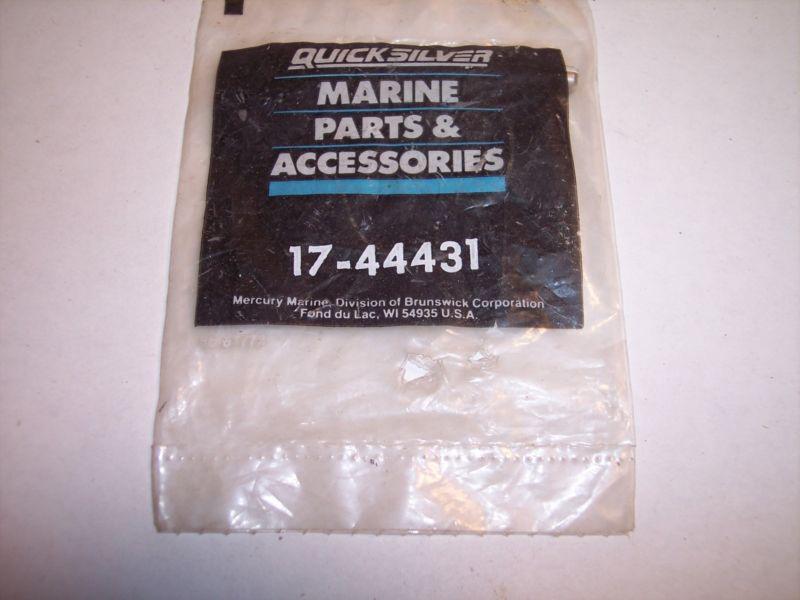 QUICKSILVER
MARINE
PARTS &
ACCESSORIES
17-44431
Mercury Marine, Division of Brunswick Corporation
Fond du Lac, WI 54935 U.S.A.